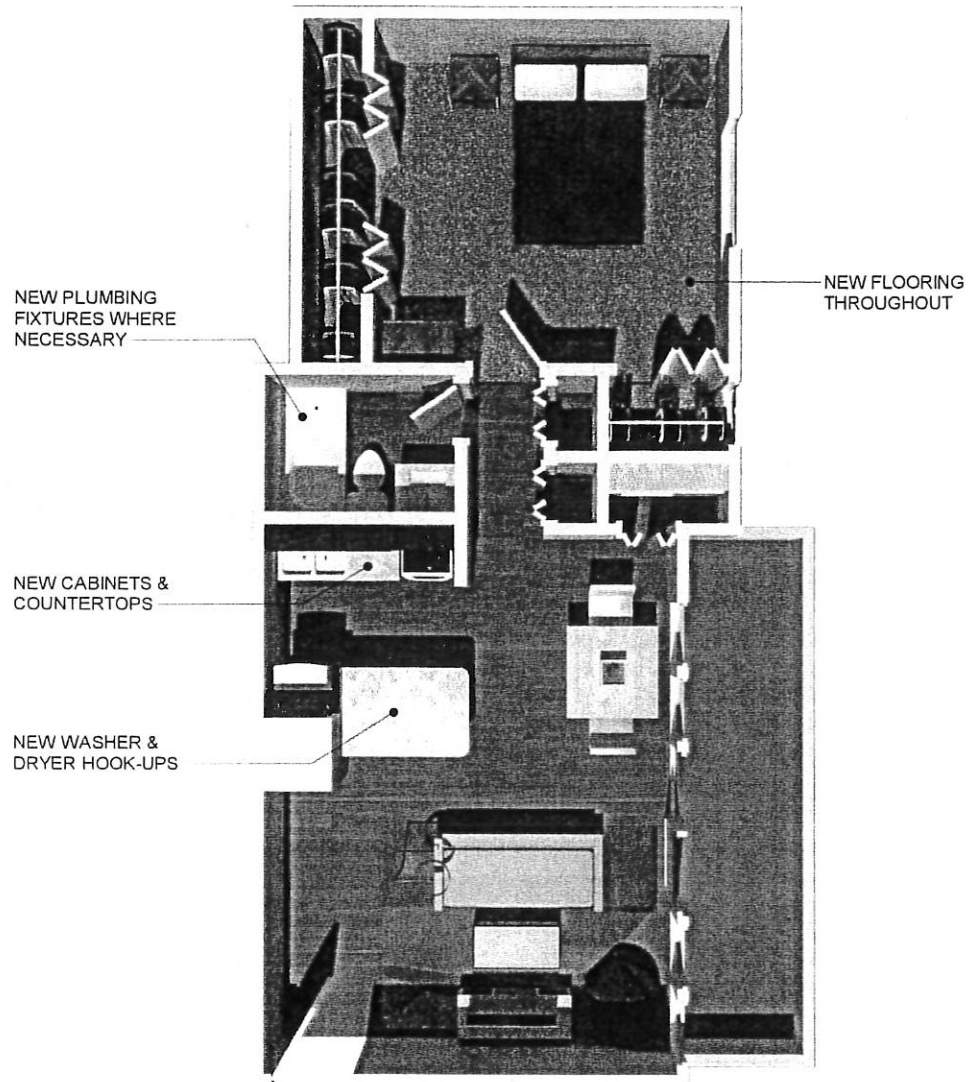 NEW FLOORING
THROUGHOUT
NEW PLUMBING
FIXTURES WHERE
NECESSARY
NEW CABINETS &
COUNTERTOPS
NEW WASHER &
DRYER HOOK-UPS